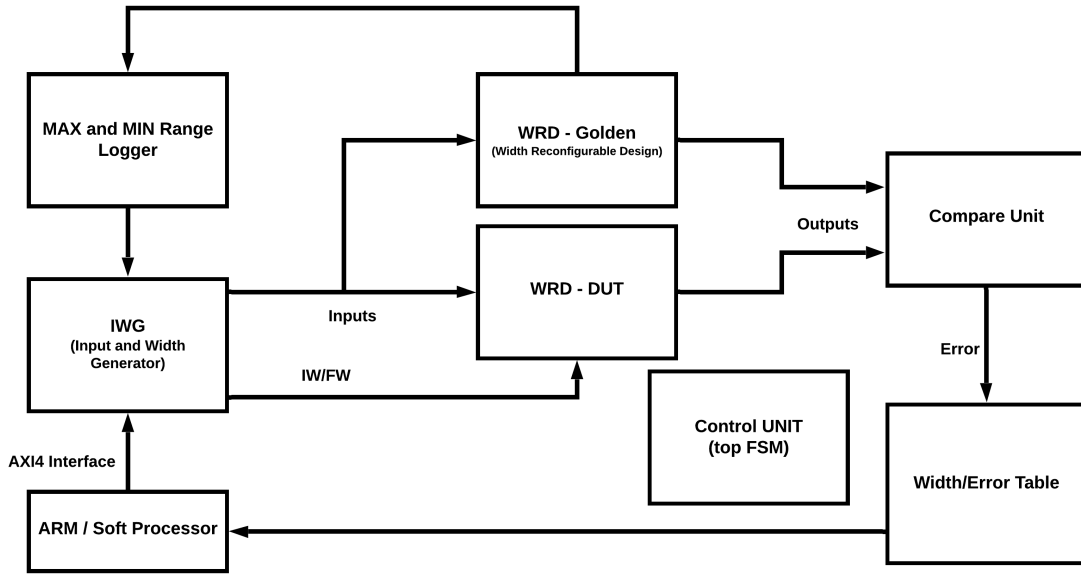 MAX and MIN Range
Logger
WRD - Golden
(Width Reconfigurable Design)
Compare Unit
Outputs
WRD - DUT
Inputs
IWG
(Input and Width
Generator)
IW/FW
Error
Control UNIT
(top FSM)
AXI4 Interface
Width/Error Table
ARM / Soft Processor